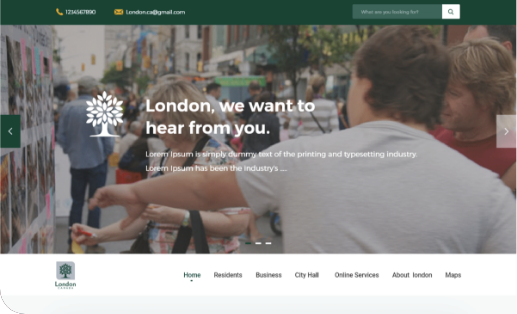 1234567890 London.ca@gmail.com What are you looking for?
London, we want to
hear from you.
Lorem Ipsum is simply dummy text of the printing and typesetting industry.
Lorem Ipsum has been the industry's ....
London
CANADA
Home Residents Business City Hall Online Services About london Maps